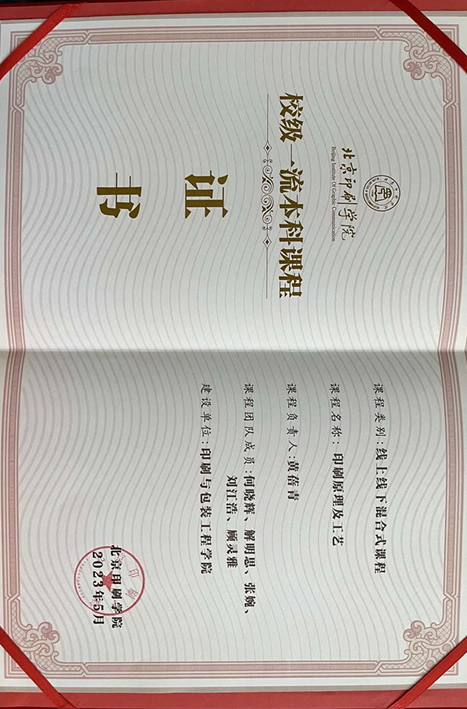 北京印刷学院
Beijing Institute Of Graphic Communication
校级一流本科课程
证
书
课程类别:线上线下混合式课程
课程名称:印刷原理及工艺
课程负责人:黄蓓青
课程团队成员:何晓辉、解明思、张婉、
刘江浩、顾灵雅
建设单位:印刷与包装工程学院
北京印刷学院
2023年5月